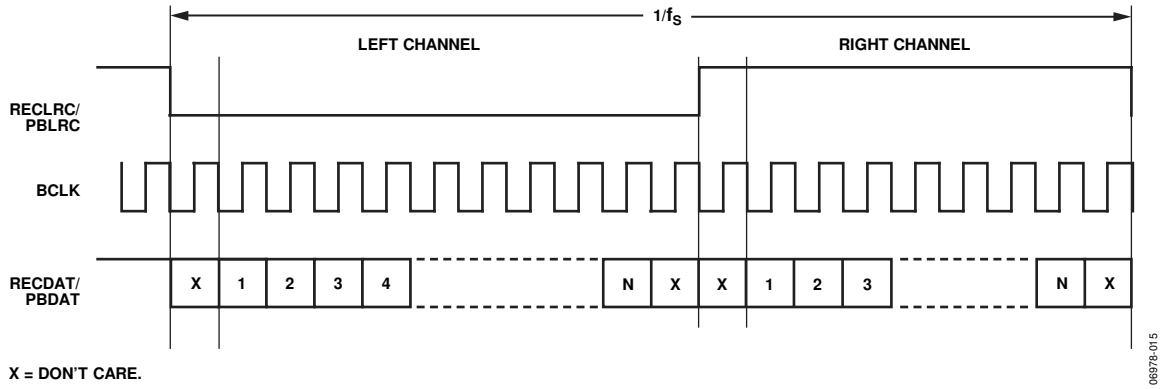 1/fS
LEFT CHANNEL
RIGHT CHANNEL
RECLRC/
PBLRC
BCLK
RECDAT/
PBDAT
X 1 2 3 4 N X X 1 2 3 N X
X = DON'T CARE.
06978-015